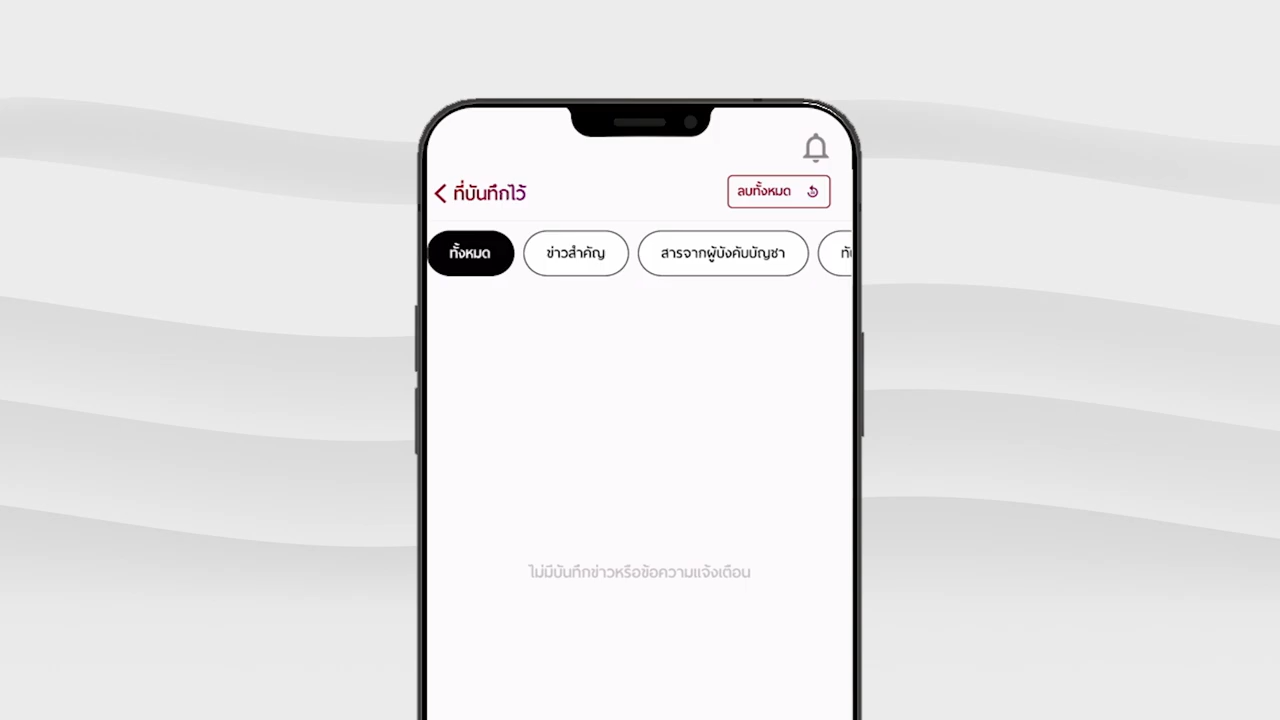 ที่บันทึกไว้
ลบทั้งหมด
ทั้งหมด
ข่าวสำคัญ
สารจากผู้บังคับบัญชา
ไม่มีบันทึกข่าวหรือข้อความแจ้งเตือน